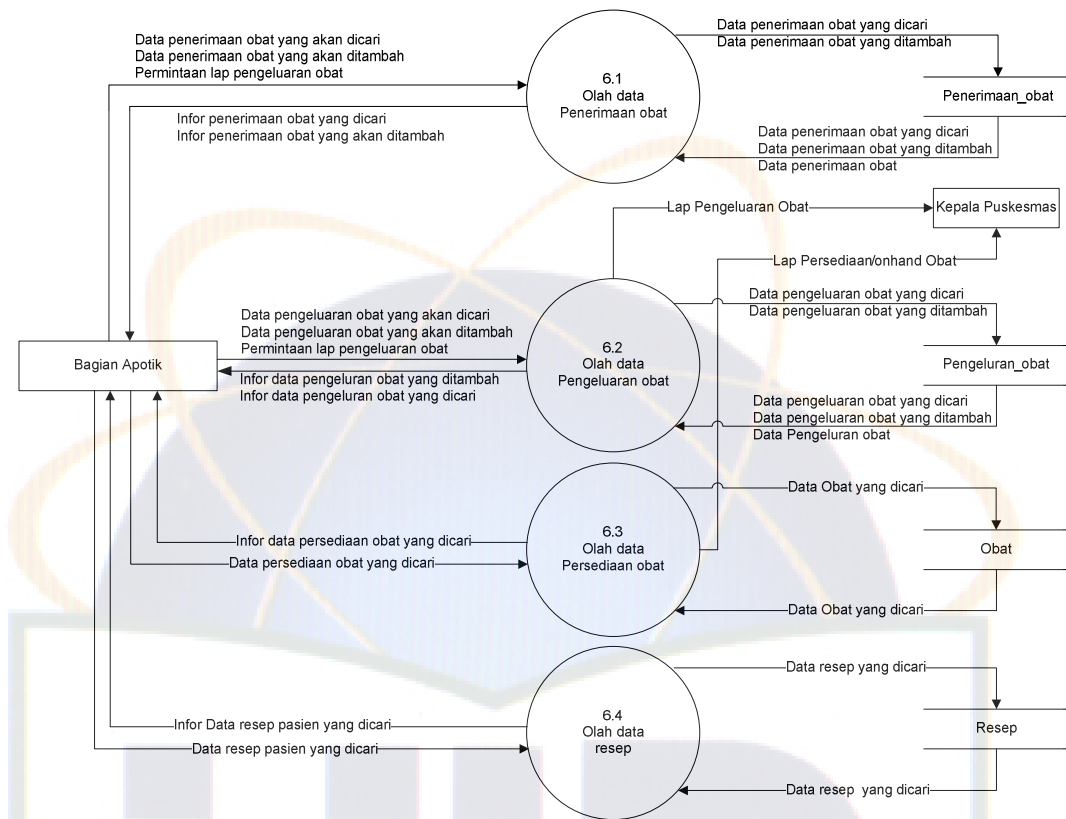 Data penerimaan obat yang akan dicari
Data penerimaan obat yang akan ditambah
Permintaan lap pengeluaran obat
Infor penerimaan obat yang dicari
Infor penerimaan obat yang akan ditambah
6.1
Olah data
Penerimaan obat
Data penerimaan obat yang dicari
Data penerimaan obat yang ditambah
Penerimaan_obat
Data penerimaan obat yang dicari
Data penerimaan obat yang ditambah
Data penerimaan obat
Lap Pengeluaran Obat
Kepala Puskesmas
Lap Persediaan/onhand Obat
Bagian Apotik
Data pengeluaran obat yang akan dicari
Data pengeluaran obat yang akan ditambah
Permintaan lap pengeluaran obat
Infor data pengeluran obat yang ditambah
Infor data pengeluran obat yang dicari
6.2
Olah data
Pengeluaran obat
Data pengeluaran obat yang dicari
Data pengeluaran obat yang ditambah
Pengeluran_obat
Data pengeluaran obat yang dicari
Data pengeluaran obat yang ditambah
Data Pengeluran obat
Infor data persediaan obat yang dicari
Data persediaan obat yang dicari
6.3
Olah data
Persediaan obat
Data Obat yang dicari
Obat
Data Obat yang dicari
Infor Data resep pasien yang dicari
Data resep pasien yang dicari
6.4
Olah data
resep
Data resep yang dicari
Resep
Data resep yang dicari